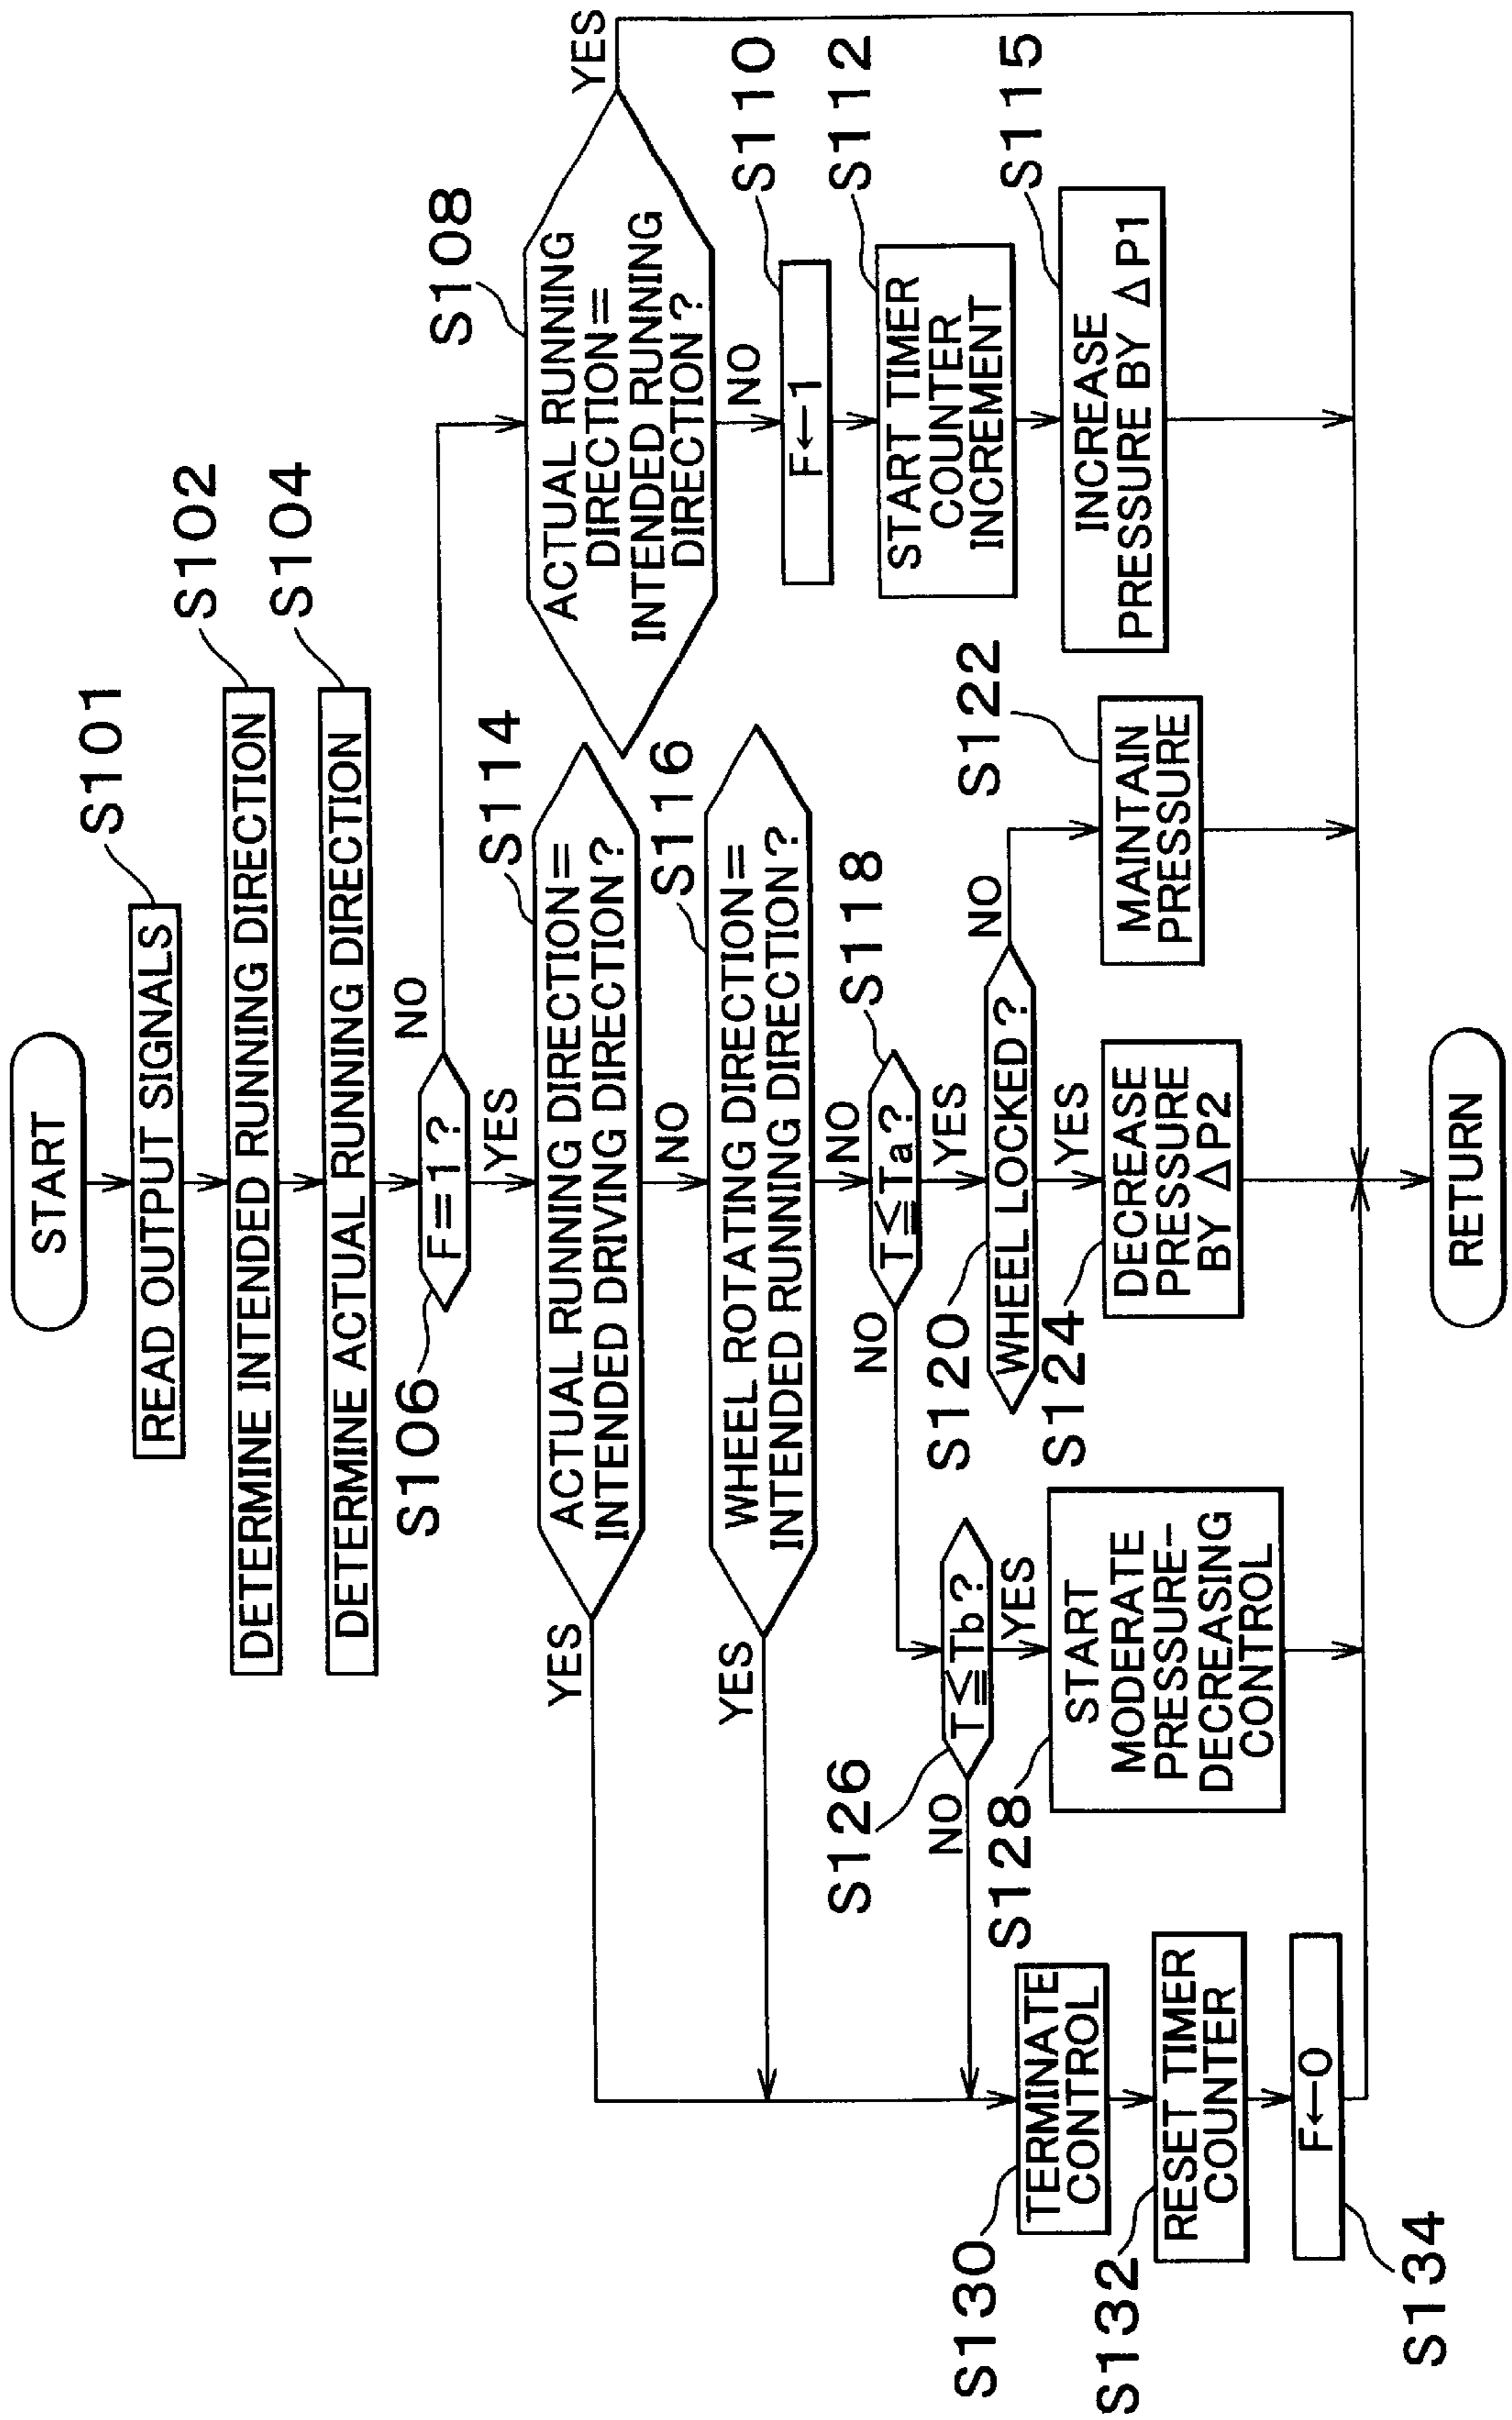 START
READ OUTPUT SIGNALS
S101
DETERMINE INTENDED RUNNING DIRECTION
S102
DETERMINE ACTUAL RUNNING DIRECTION
S104
S106
F=1?
NO
YES
ACTUAL RUNNING DIRECTION=
INTENDED DRIVING DIRECTION?
S114
YES
NO
WHEEL ROTATING DIRECTION=
INTENDED RUNNING DIRECTION?
S116
YES
NO
T≦Ta?
S118
NO
YES
S120
WHEEL LOCKED?
NO
YES
MAINTAIN
PRESSURE
S122
S124
DECREASE
PRESSURE
BY △P2
S126
T≦Tb?
NO
YES
S128
START
MODERATE
PRESSURE-
DECREASING
CONTROL
S130
TERMINATE
CONTROL
S132
RESET TIMER
COUNTER
F←0
S134
S108
ACTUAL RUNNING
DIRECTION=
INTENDED RUNNING
DIRECTION?
YES
NO
F←1
S110
START TIMER
COUNTER
INCREMENT
S112
INCREASE
PRESSURE BY △P1
S115
RETURN